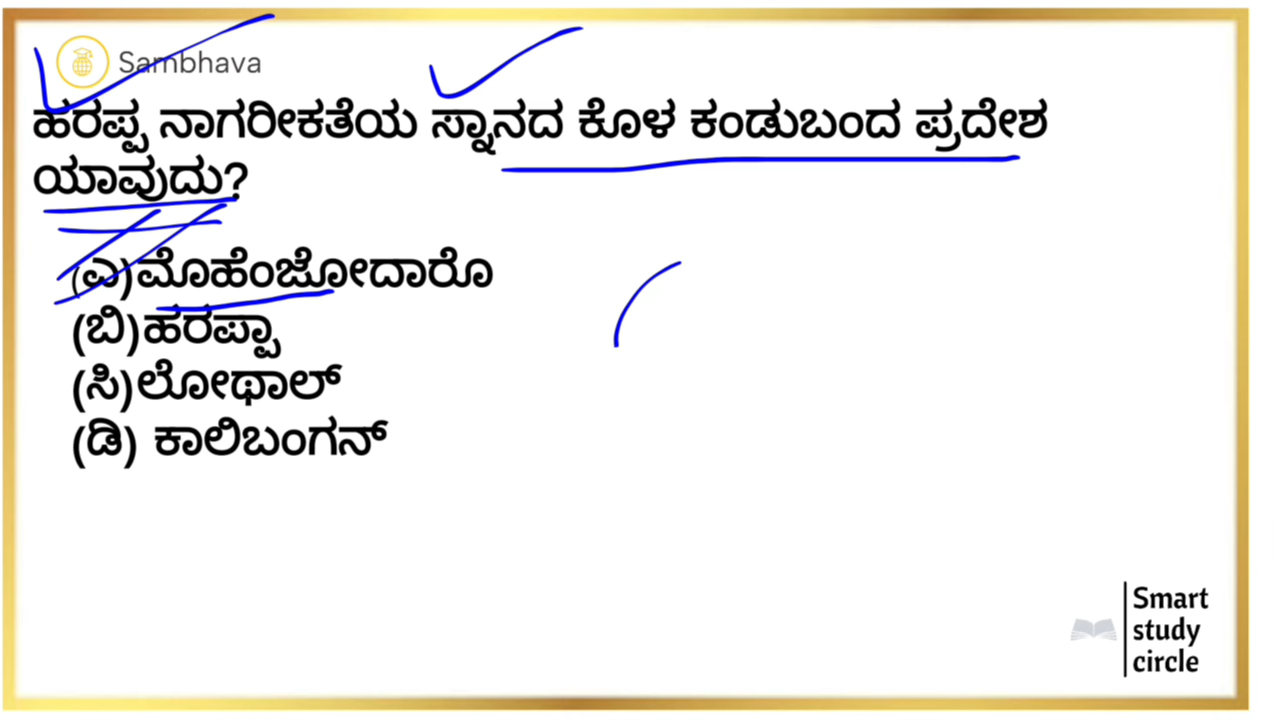 Sambhava
ಹರಪ್ಪ ನಾಗರೀಕತೆಯ ಸ್ನಾನದ ಕೊಳ ಕಂಡುಬಂದ ಪ್ರದೇಶ
ಯಾವುದು?
(ಎ)ಮೊಹೆಂಜೋದಾರೊ
(ಬಿ)ಹರಪ್ಪಾ
(ಸಿ)ಲೋಥಾಲ್
(ಡಿ) ಕಾಲಿಬಂಗನ್
Smart
study
circle